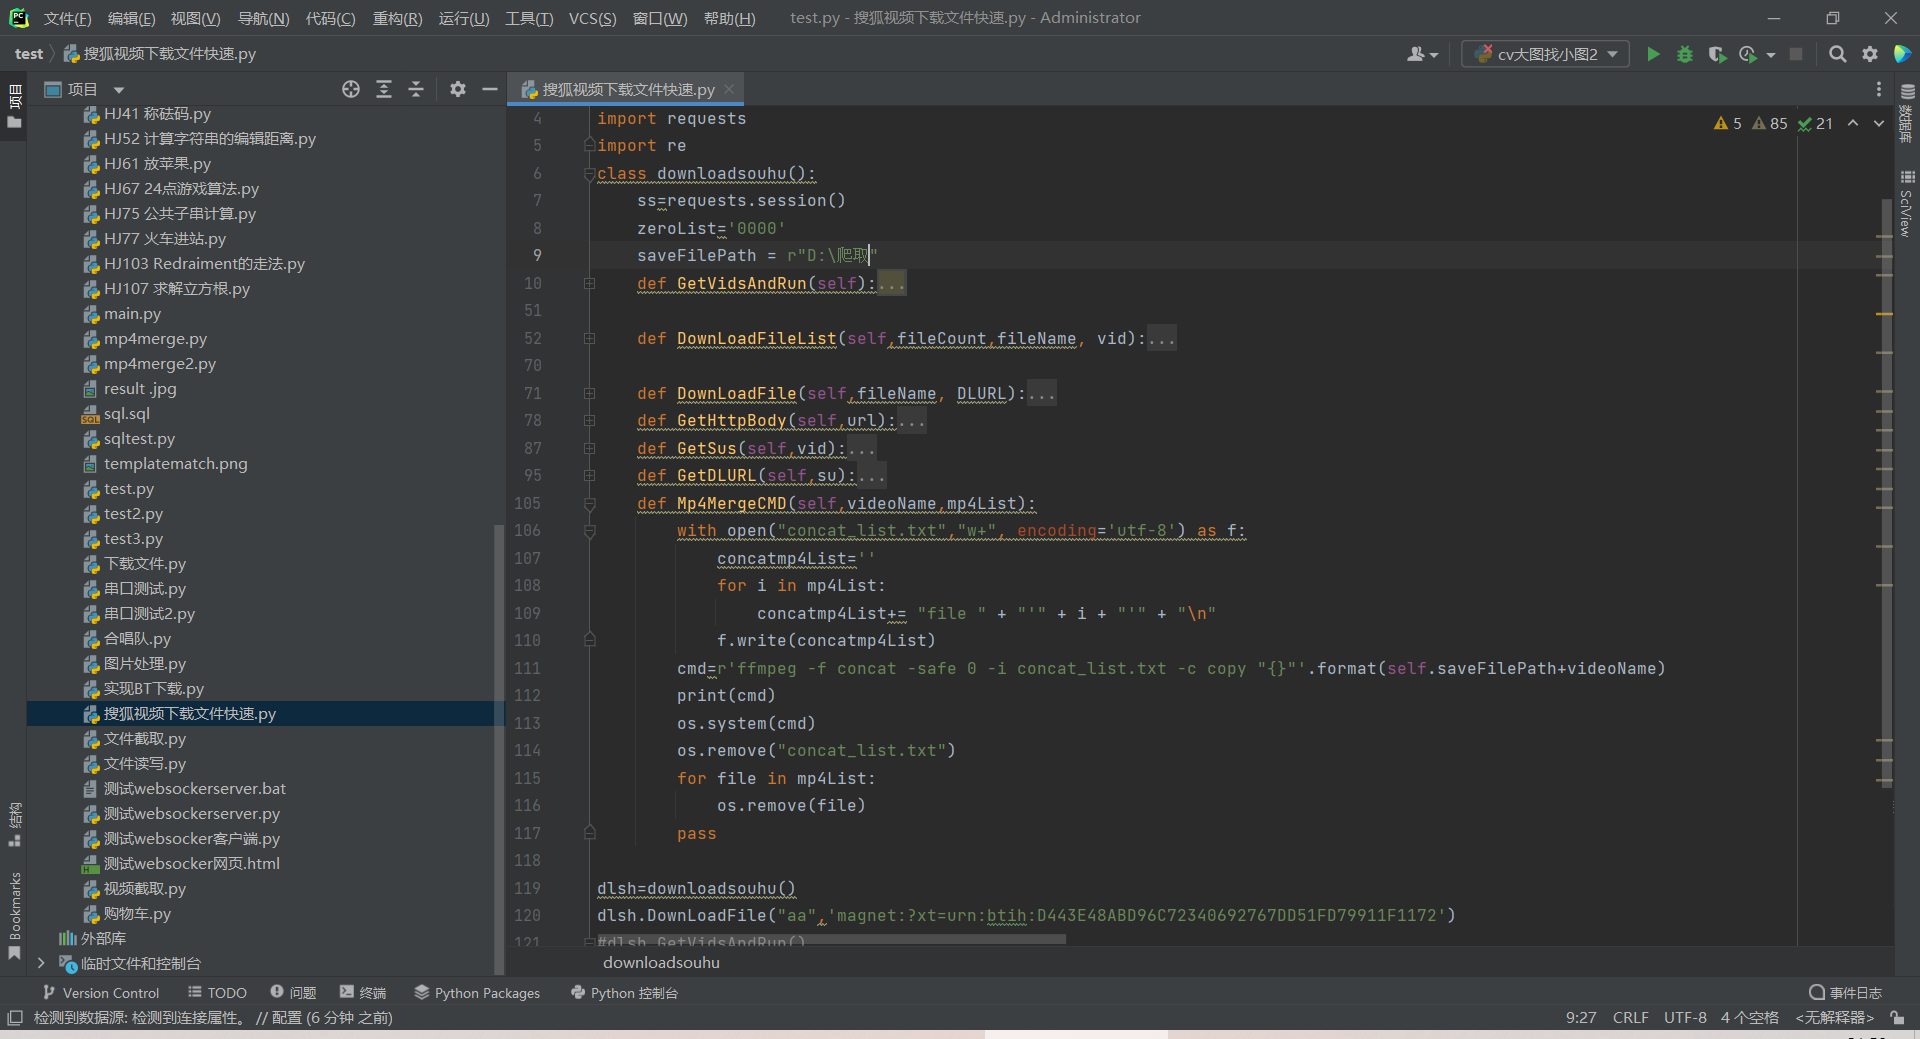 文件(F) 编辑(E) 视图(V) 导航(N) 代码(C) 重构(R) 运行(U) 工具(T) VCS(S) 窗口(W) 帮助(H) test.py - 搜狐视频下载文件快速.py - Administrator
test 搜狐视频下载文件快速.py cv大图找小图2
项目
项目
HJ41 称砝码.py
HJ52 计算字符串的编辑距离.py
HJ61 放苹果.py
HJ67 24点游戏算法.py
HJ75 公共子串计算.py
HJ77 火车进站.py
HJ103 Redraiment的走法.py
HJ107 求解立方根.py
main.py
mp4merge.py
mp4merge2.py
result .jpg
sql.sql
sqltest.py
templatematch.png
test.py
test2.py
test3.py
下载文件.py
串口测试.py
串口测试2.py
合唱队.py
图片处理.py
实现BT下载.py
搜狐视频下载文件快速.py
文件截取.py
文件读写.py
测试websockerserver.bat
测试websockerserver.py
测试websocker客户端.py
测试websocker网页.html
视频截取.py
购物车.py
外部库
临时文件和控制台
结构
Bookmarks
搜狐视频下载文件快速.py
5 85 21
4 import requests
5 import re
6 class downloadsouhu():
7 ss=requests.session()
8 zeroList='0000'
9 saveFilePath = r"D:\爬取"
10 def GetVidsAndRun(self):...
51
52 def DownLoadFileList(self,fileCount,fileName, vid):...
70
71 def DownLoadFile(self,fileName, DLURL):...
78 def GetHttpBody(self,url):...
87 def GetSus(self,vid):...
95 def GetDLURL(self,su):...
105 def Mp4MergeCMD(self,videoName,mp4List):
106 with open("concat_list.txt","w+", encoding='utf-8') as f:
107 concatmp4List=''
108 for i in mp4List:
109 concatmp4List+= "file " + "'" + i + "'" + "\n"
110 f.write(concatmp4List)
111 cmd=r'ffmpeg -f concat -safe 0 -i concat_list.txt -c copy "{}"'.format(self.saveFilePath+videoName)
112 print(cmd)
113 os.system(cmd)
114 os.remove("concat_list.txt")
115 for file in mp4List:
116 os.remove(file)
117 pass
118
119 dlsh=downloadsouhu()
120 dlsh.DownLoadFile("aa",'magnet:?xt=urn:btih:D443E48ABD96C72340692767DD51FD79911F1172')
121 #dlsh.GetVidsAndRun()
downloadsouhu
数据库
SciView
Version Control TODO 问题 终端 Python Packages Python 控制台 事件日志
检测到数据源: 检测到连接属性。 // 配置 (6 分钟 之前) 9:27 CRLF UTF-8 4 个空格 <无解释器>